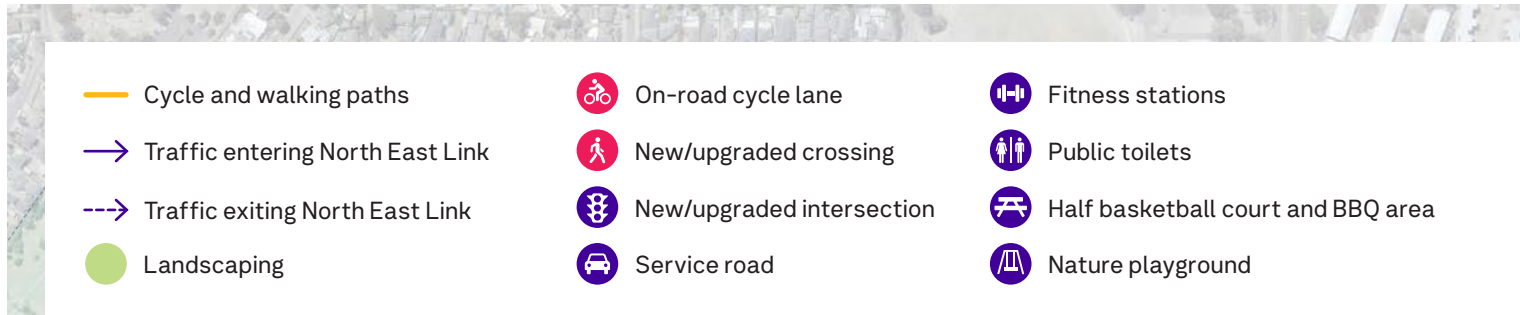 Cycle and walking paths
Traffic entering North East Link
Traffic exiting North East Link
Landscaping
On-road cycle lane
New/upgraded crossing
New/upgraded intersection
Service road
Fitness stations
Public toilets
Half basketball court and BBQ area
Nature playground